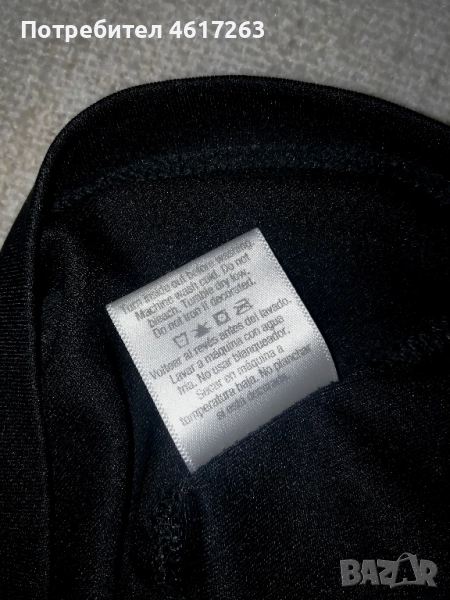 Потребител 4617263
Turn inside out before washing.
Machine wash cold. Do not
bleach. Tumble dry low.
Do not iron if decorated.
Voltear al revés antes del lavado.
Lavar a máquina con agua
fría. No usar blanqueador.
Secar en máquina a
temperatura baja. No planchar
si está decorado.
BAZAR